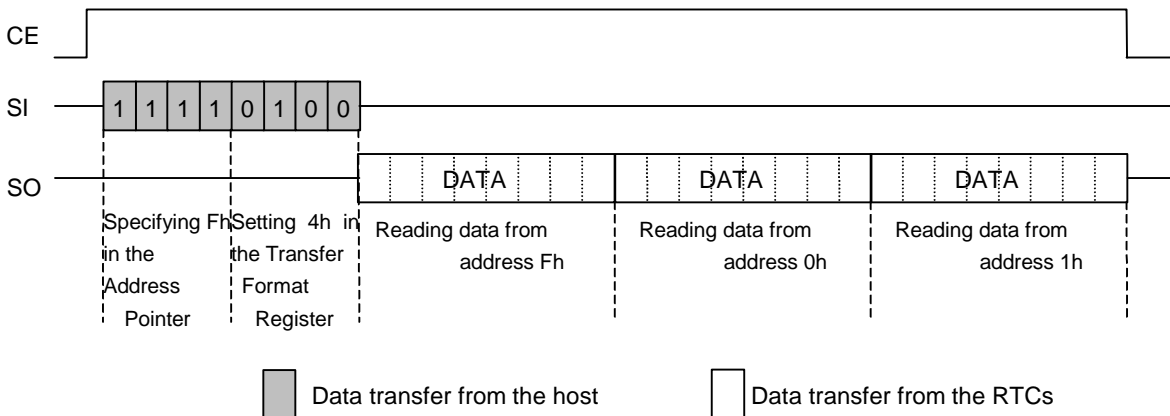 CE
SI
1 1 1 1 0 1 0 0
SO
DATA DATA DATA
Specifying Fh
in the
Address
Pointer
Setting 4h in
the Transfer
Format
Register
Reading data from
address Fh
Reading data from
address 0h
Reading data from
address 1h
Data transfer from the host
Data transfer from the RTCs